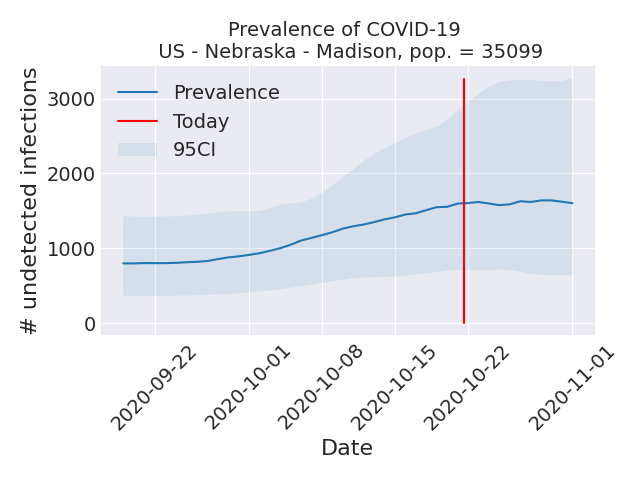 Prevalence of COVID-19
US - Nebraska - Madison, pop. = 35099
# undetected infections
3000
2000
1000
0
Prevalence
Today
95CI
2020-09-22
2020-10-01
2020-10-08
2020-10-15
2020-10-22
2020-11-01
Date